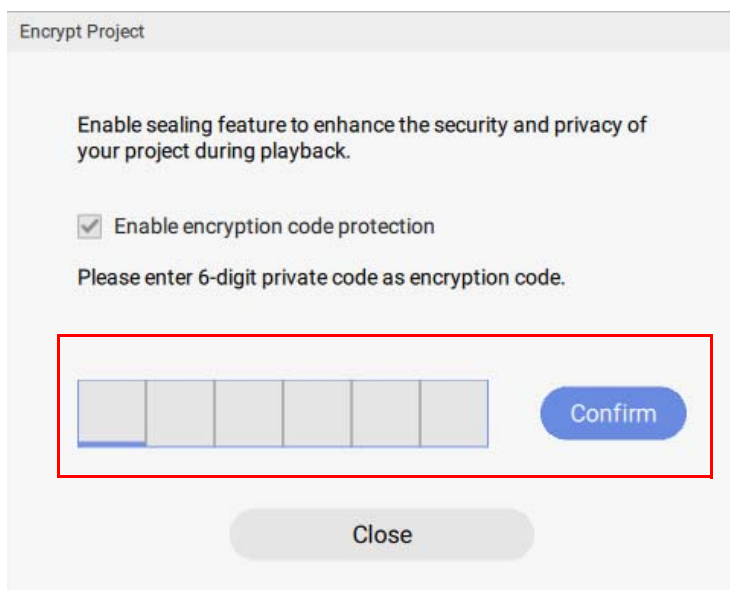 Encrypt Project
Enable sealing feature to enhance the security and privacy of
your project during playback.
Enable encryption code protection
Please enter 6-digit private code as encryption code.
Confirm
Close